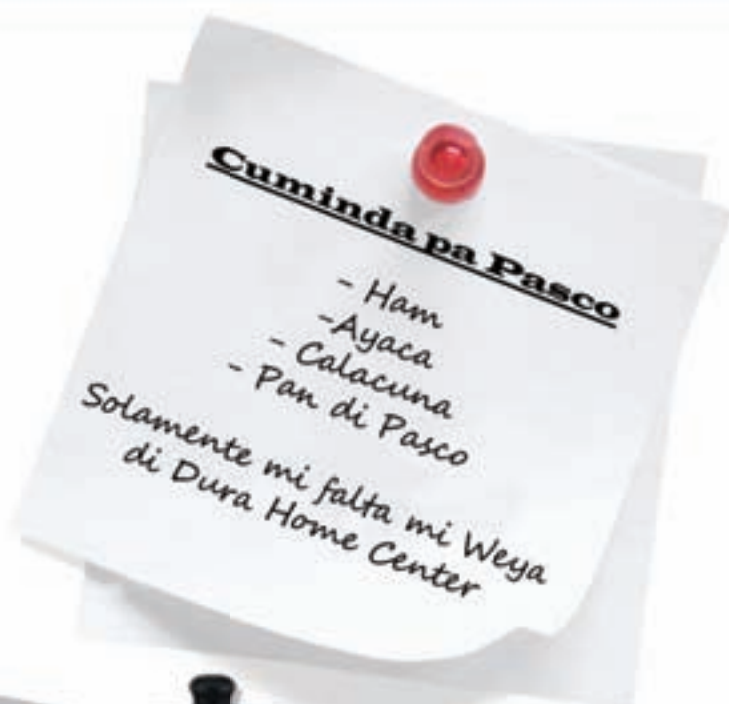 Cuminda pa Pasco
- Ham
-Ayaca
- Calacuna
- Pan di Pasco
Solamente mi falta mi Weya
di Dura Home Center